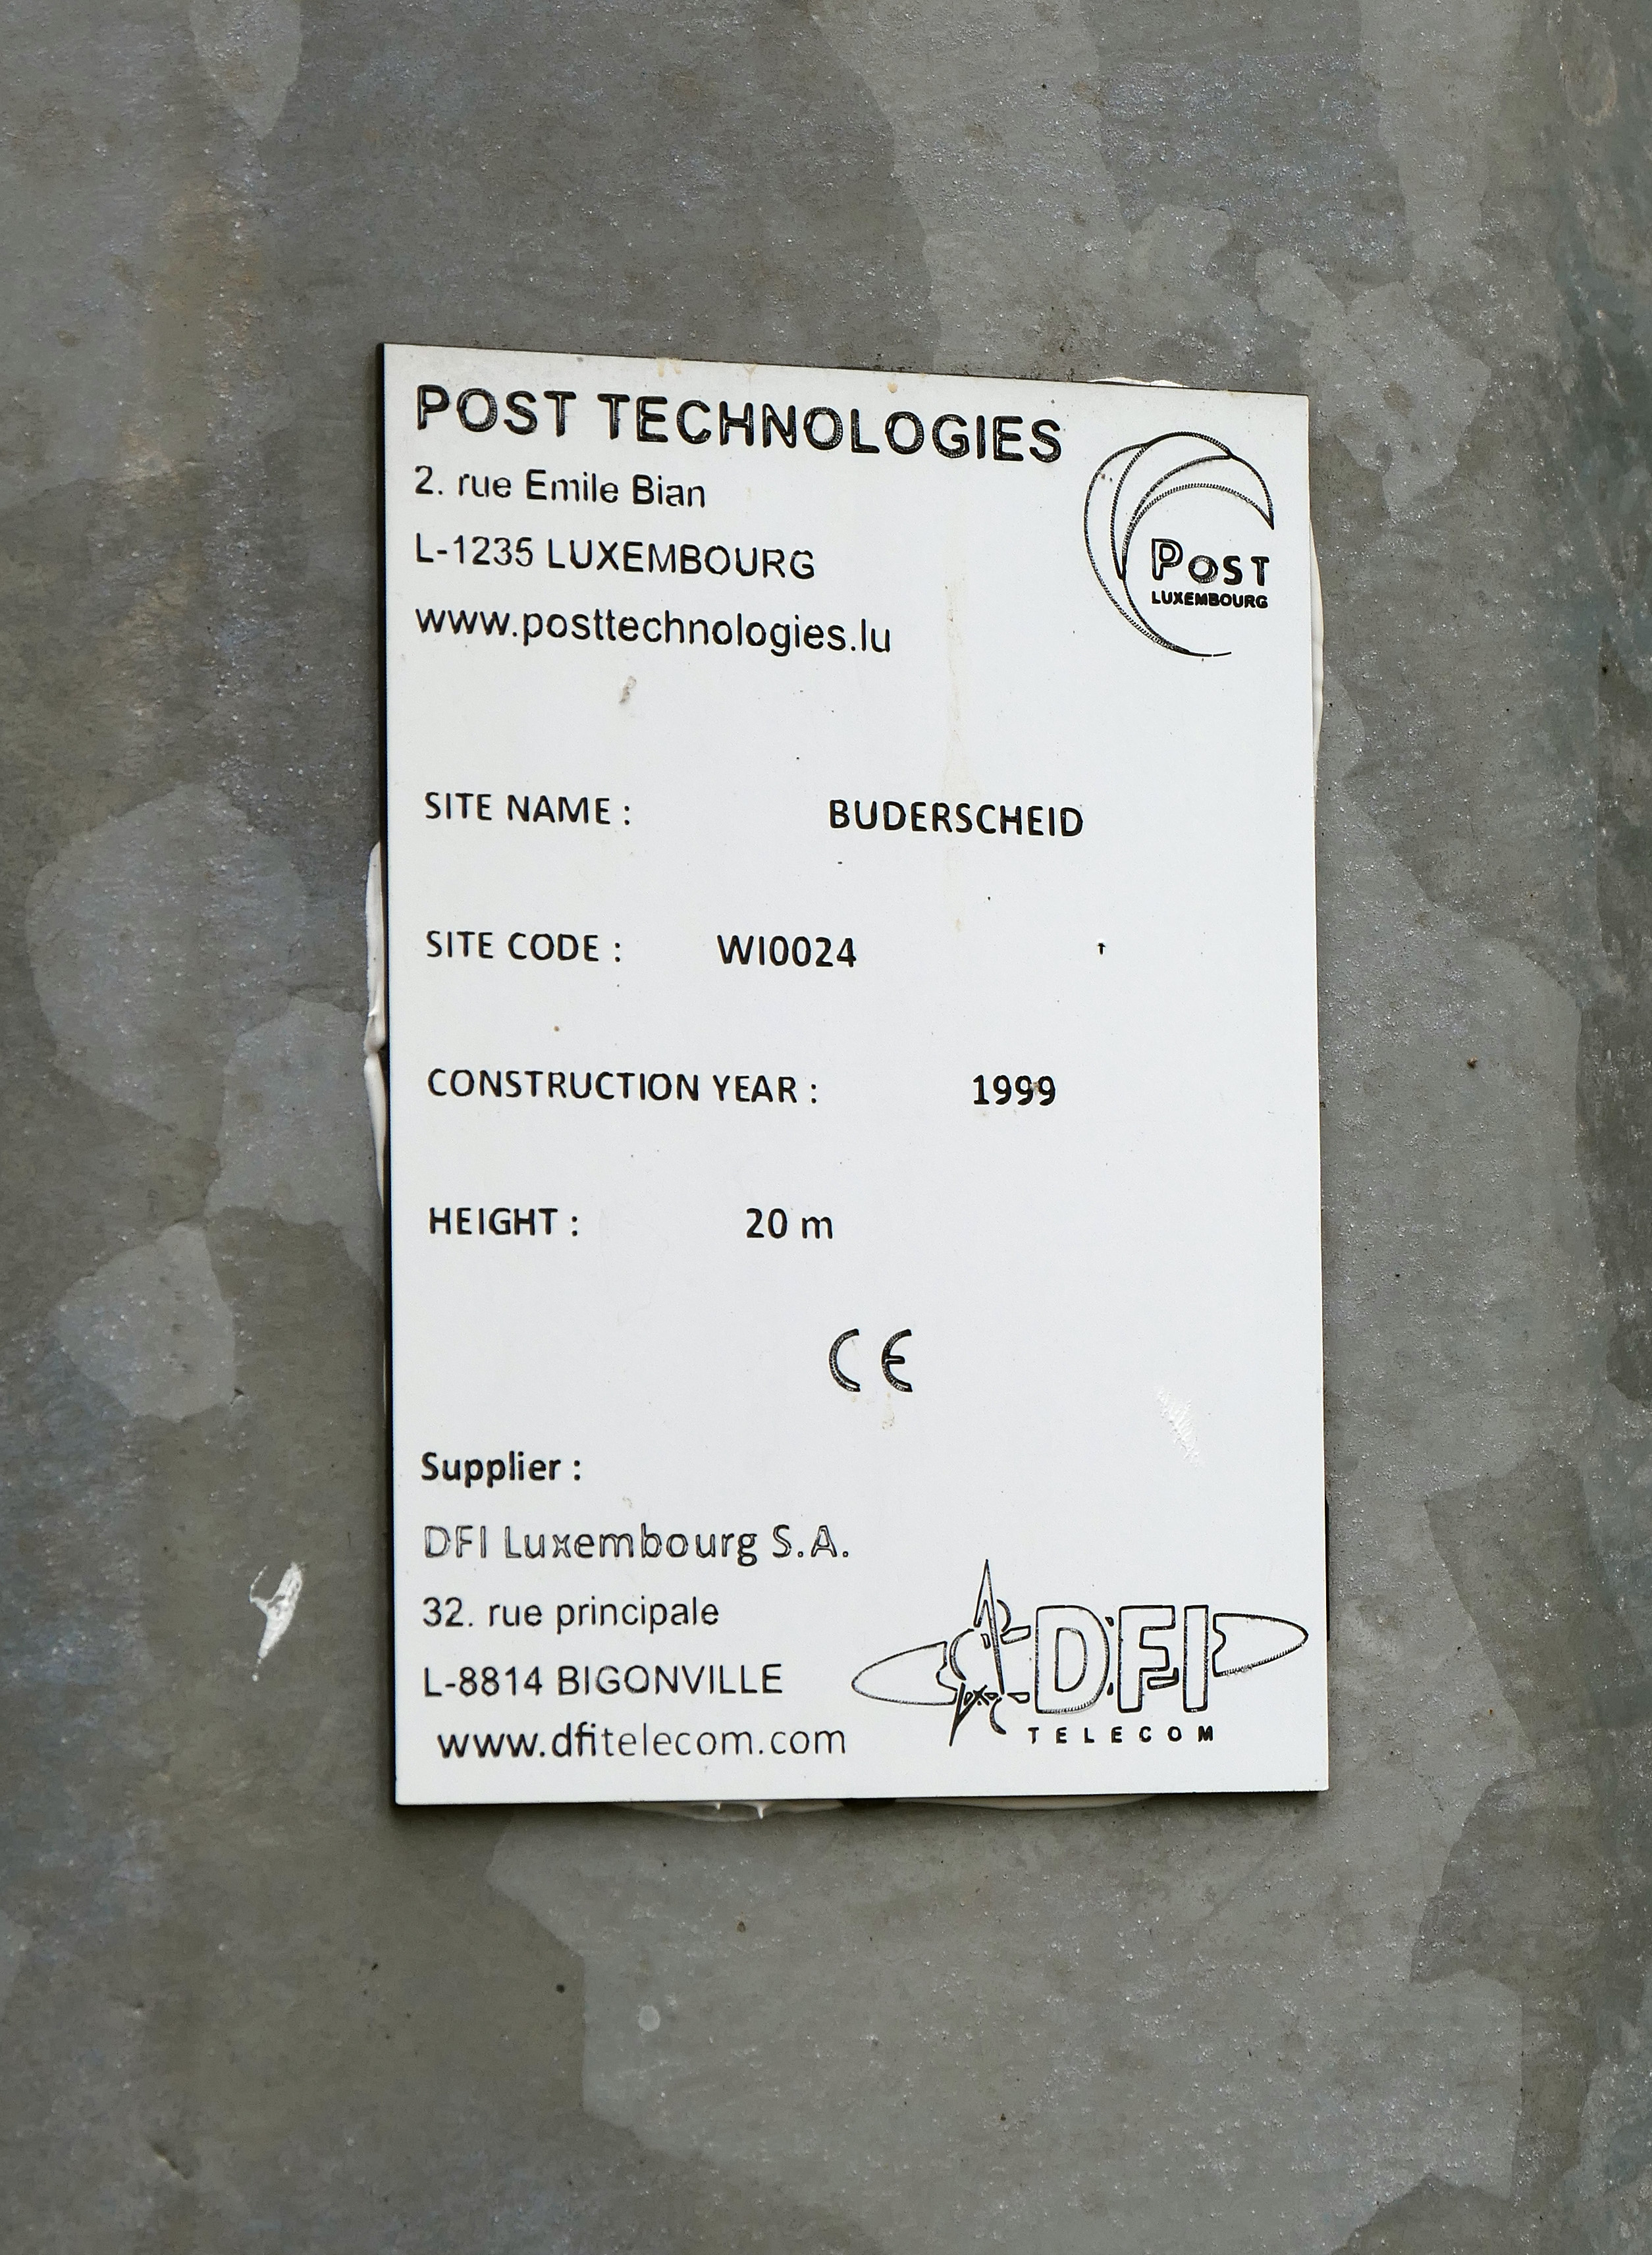 POST TECHNOLOGIES
2. rue Emile Bian
L-1235 LUXEMBOURG
www.posttechnologies.lu
POST
LUXEMBOURG
SITE NAME : BUDERSCHEID
SITE CODE : WI0024
CONSTRUCTION YEAR : 1999
HEIGHT : 20 m
CE
Supplier :
DFI Luxembourg S.A.
32. rue principale
L-8814 BIGONVILLE
www.dfitelecom.com
DFI
TELECOM